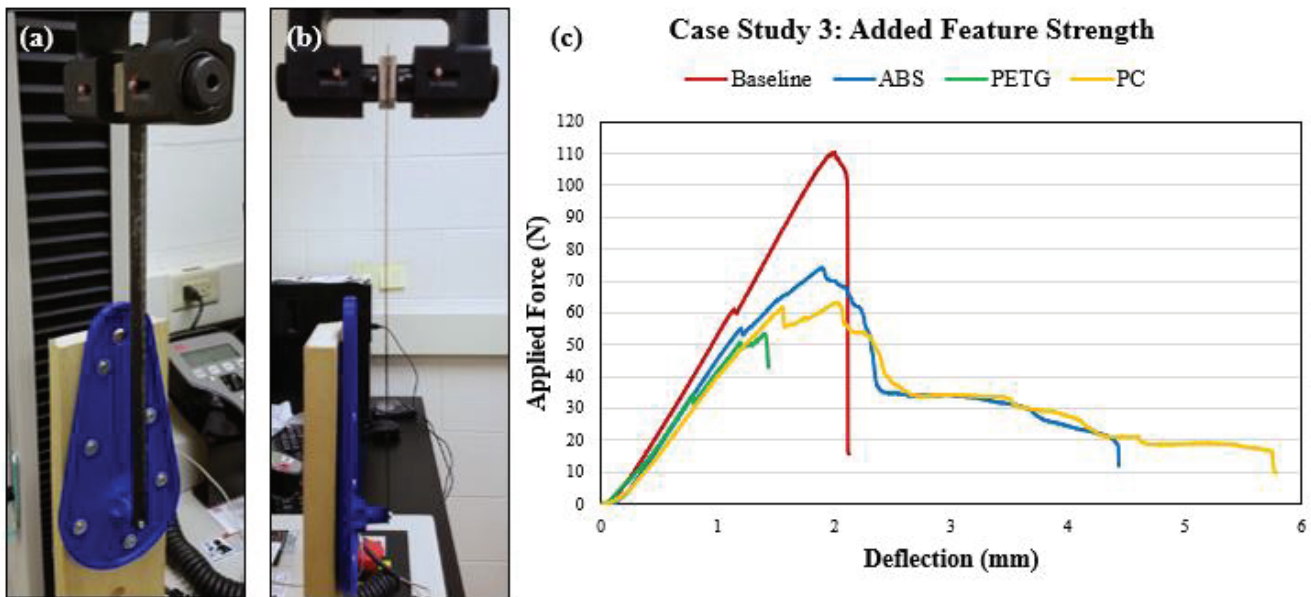 (a)
(b)
(c)
Case Study 3: Added Feature Strength
Baseline ABS PETG PC
Applied Force (N)
120
110
100
90
80
70
60
50
40
30
20
10
0
0 1 2 3 4 5 6
Deflection (mm)